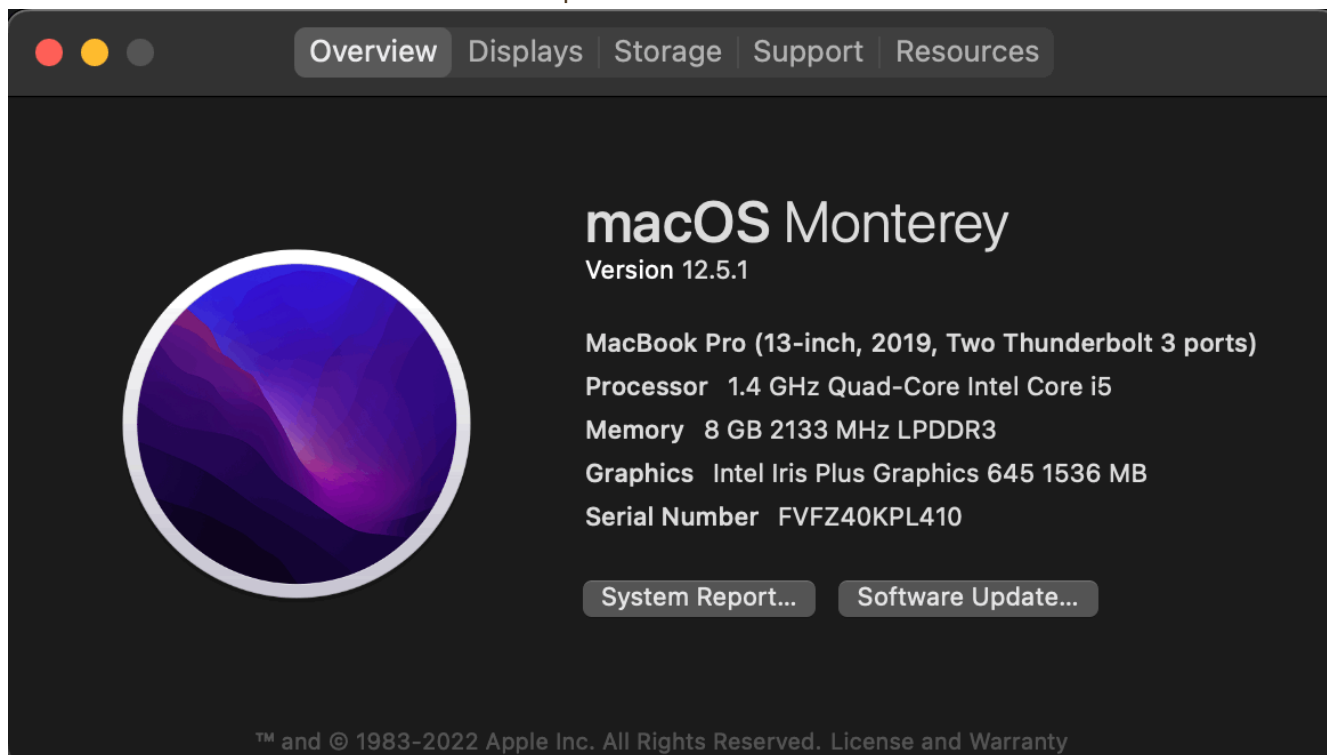 Overview Displays Storage Support Resources
macOS Monterey
Version 12.5.1
MacBook Pro (13-inch, 2019, Two Thunderbolt 3 ports)
Processor 1.4 GHz Quad-Core Intel Core i5
Memory 8 GB 2133 MHz LPDDR3
Graphics Intel Iris Plus Graphics 645 1536 MB
Serial Number FVFZ40KPL410
System Report... Software Update...
™ and © 1983-2022 Apple Inc. All Rights Reserved. License and Warranty